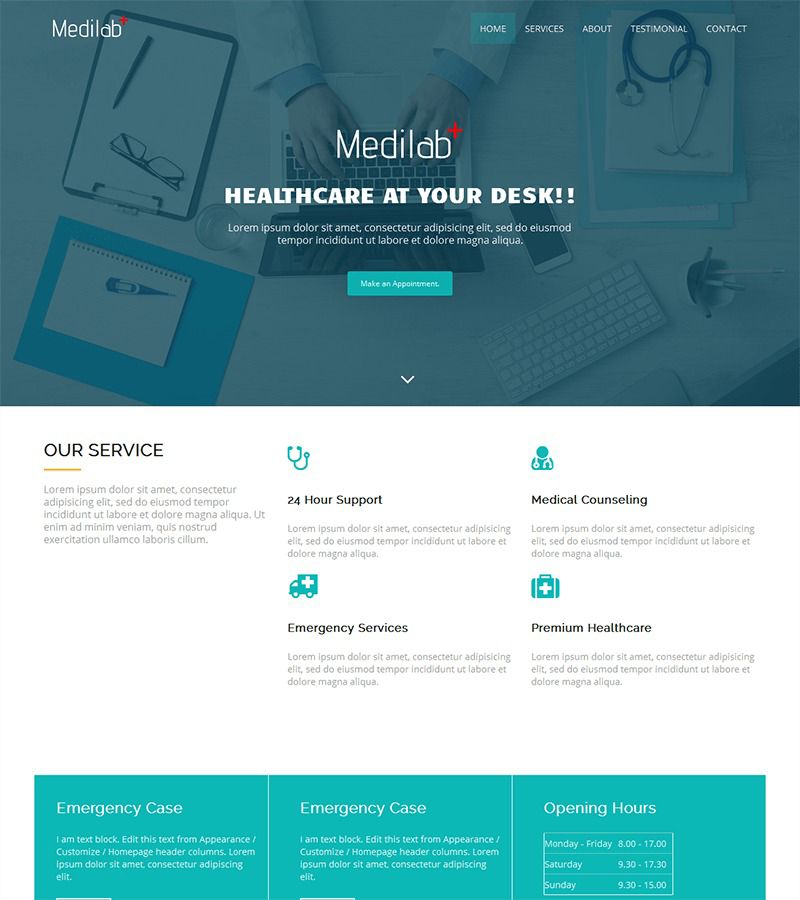 Medilab+
HOME SERVICES ABOUT TESTIMONIAL CONTACT
Medilab+
HEALTHCARE AT YOUR DESK!!
Lorem ipsum dolor sit amet, consectetur adipisicing elit, sed do eiusmod
tempor incididunt ut labore et dolore magna aliqua.
Make an Appointment.
OUR SERVICE
Lorem ipsum dolor sit amet, consectetur
adipisicing elit, sed do eiusmod tempor
incididunt ut labore et dolore magna aliqua. Ut
enim ad minim veniam, quis nostrud
exercitation ullamco laboris cillum.
24 Hour Support
Lorem ipsum dolor sit amet, consectetur adipisicing
elit, sed do eiusmod tempor incididunt ut labore et
dolore magna aliqua.
Medical Counseling
Lorem ipsum dolor sit amet, consectetur adipisicing
elit, sed do eiusmod tempor incididunt ut labore et
dolore magna aliqua.
Emergency Services
Lorem ipsum dolor sit amet, consectetur adipisicing
elit, sed do eiusmod tempor incididunt ut labore et
dolore magna aliqua.
Premium Healthcare
Lorem ipsum dolor sit amet, consectetur adipisicing
elit, sed do eiusmod tempor incididunt ut labore et
dolore magna aliqua.
Emergency Case
I am text block. Edit this text from Appearance /
Customize / Homepage header columns. Lorem
ipsum dolor sit amet, consectetur adipiscing
elit.
Emergency Case
I am text block. Edit this text from Appearance /
Customize / Homepage header columns. Lorem
ipsum dolor sit amet, consectetur adipiscing
elit.
Opening Hours
Monday - Friday 8.00 - 17.00
Saturday 9.30 - 17.30
Sunday 9.30 - 15.00